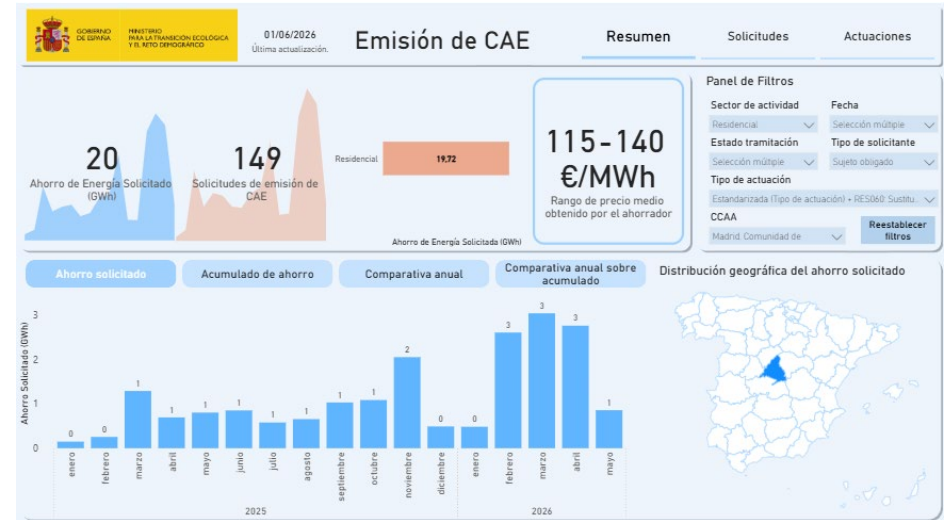 GOBIERNO
DE ESPAÑA
MINISTERIO
PARA LA TRANSICIÓN ECOLÓGICA
Y EL RETO DEMOGRÁFICO
01/06/2026
Última actualización.
Emisión de CAE
Resumen
Solicitudes
Actuaciones
20
Ahorro de Energía Solicitado
(GWh)
149
Solicitudes de emisión de
CAE
Residencial
19,72
Ahorro de Energía Solicitada (GWh)
115-140
€/MWh
Rango de precio medio
obtenido por el ahorrador
Panel de Filtros
Sector de actividad
Residencial
Fecha
Selección múltiple
Estado tramitación
Selección múltiple
Tipo de solicitante
Sujeto obligado
Tipo de actuación
Estandarizada (Tipo de actuación) + RES060: Sustitu...
CCAA
Madrid, Comunidad de
Reestablecer
filtros
Ahorro solicitado
Acumulado de ahorro
Comparativa anual
Comparativa anual sobre
acumulado
Distribución geográfica del ahorro solicitado
Ahorro Solicitado (GWh)
3
2
1
0
0
0
1
1
1
1
1
1
1
1
2
0
0
3
3
3
1
enero
febrero
marzo
abril
mayo
junio
julio
agosto
septiembre
octubre
noviembre
diciembre
enero
febrero
marzo
abril
mayo
2025
2026